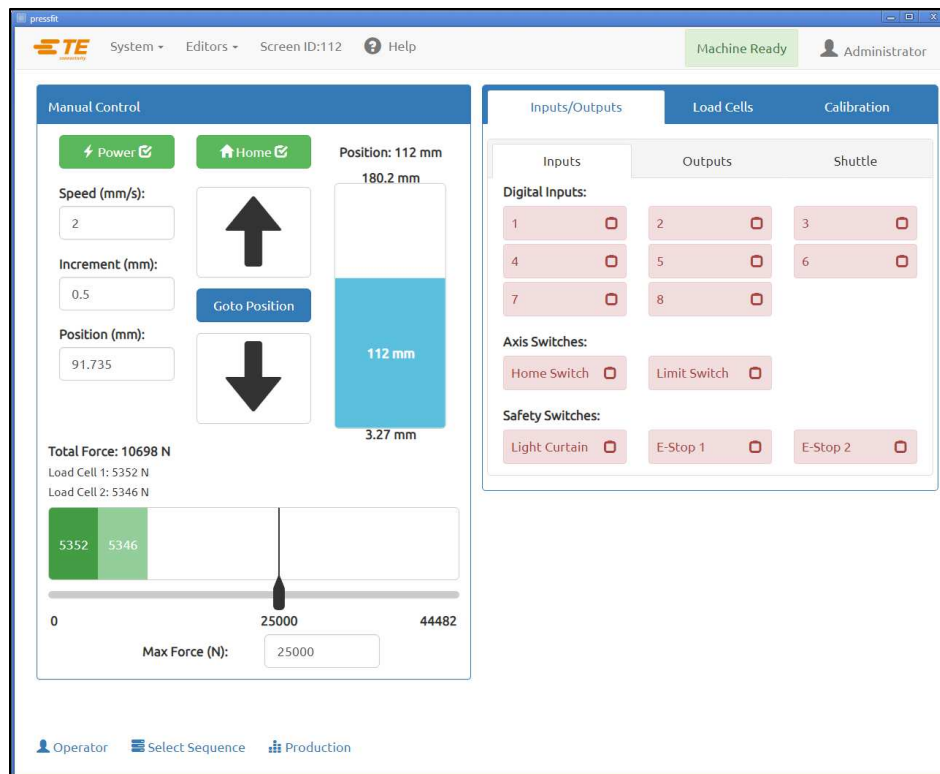 pressfit
TE
connectivity
System
Editors
Screen ID:112
Help
Machine Ready
Administrator
Manual Control
Power
Home
Position: 112 mm
180.2 mm
Speed (mm/s):
2
Increment (mm):
0.5
Goto Position
Position (mm):
91.735
112 mm
3.27 mm
Total Force: 10698 N
Load Cell 1: 5352 N
Load Cell 2: 5346 N
5352 5346
0 25000 44482
Max Force (N): 25000
Inputs/Outputs Load Cells Calibration
Inputs Outputs Shuttle
Digital Inputs:
1 2 3
4 5 6
7 8
Axis Switches:
Home Switch Limit Switch
Safety Switches:
Light Curtain E-Stop 1 E-Stop 2
Operator Select Sequence Production